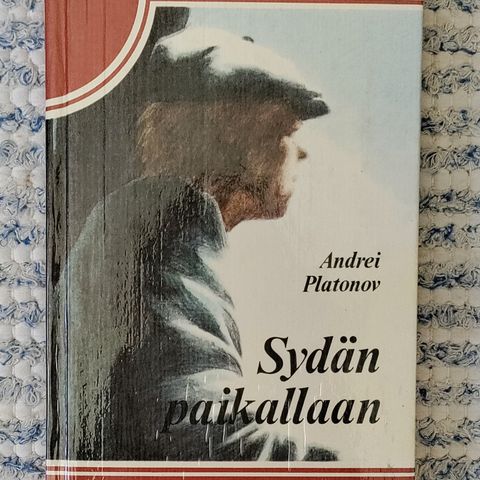 Andrei
Platonov
Sydän
paikallaan